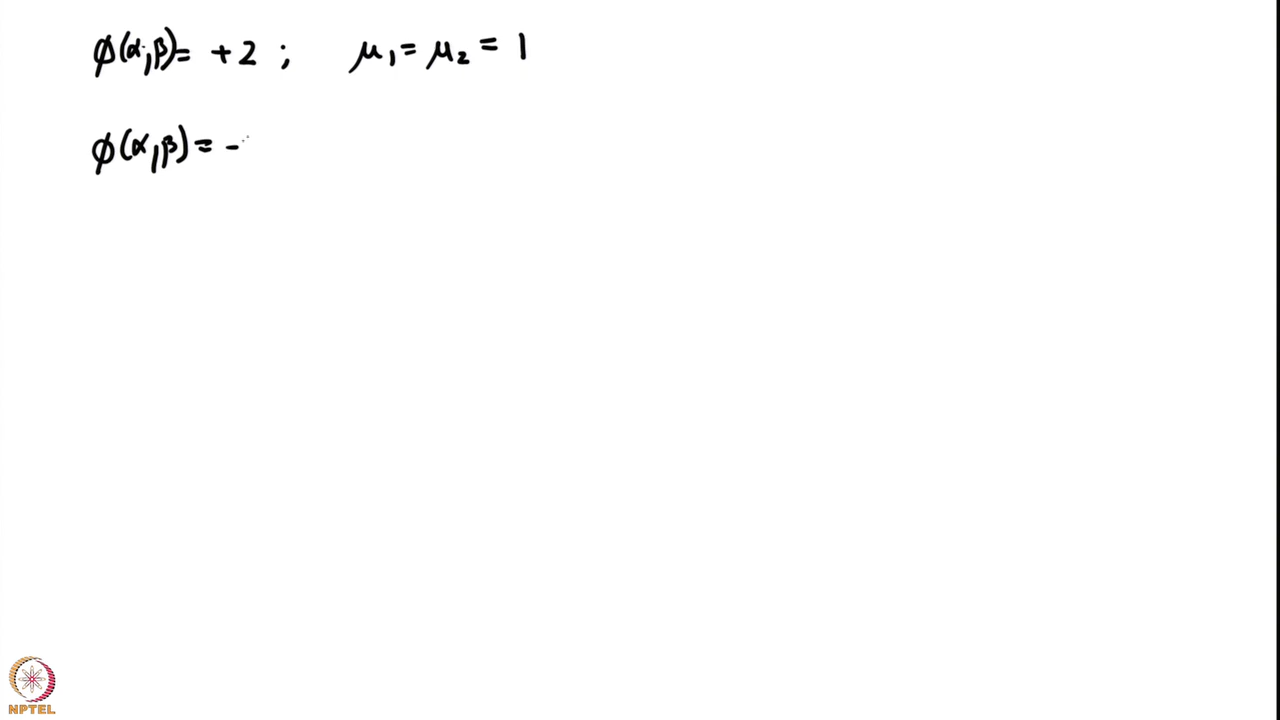 ϕ(α,β)= +2 ; μ₁ = μ₂ = 1
ϕ(α,β) = -
NPTEL